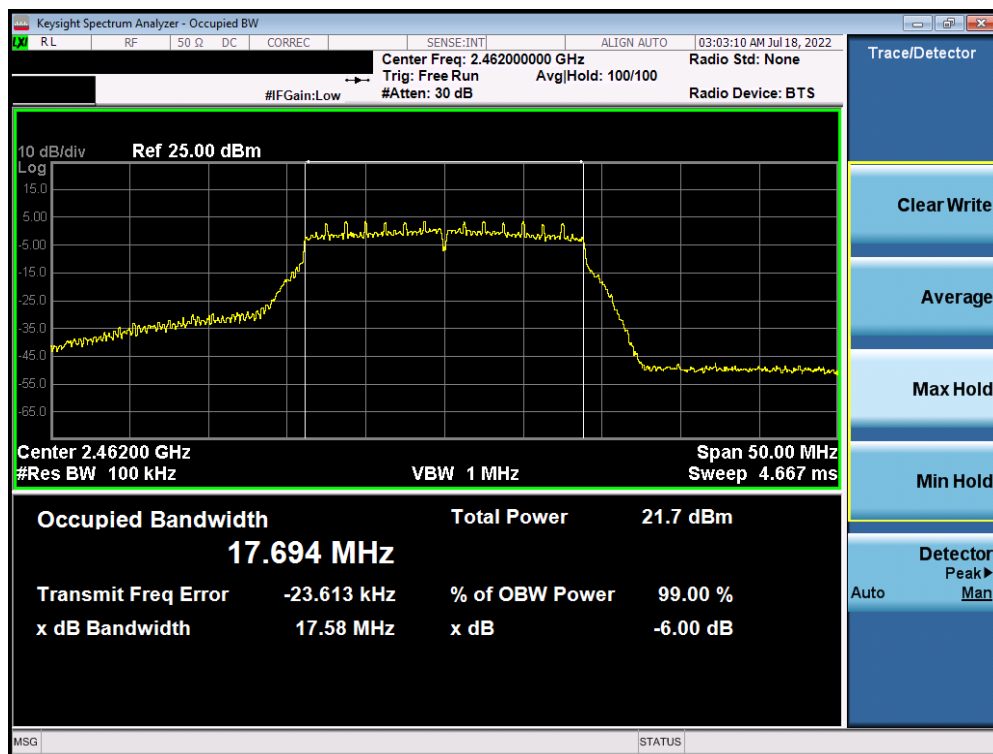 Keysight Spectrum Analyzer - Occupied BW
LXI RL RF 50 Ω DC CORREC SENSE:INT ALIGN AUTO 03:03:10 AM Jul 18, 2022
Center Freq: 2.462000000 GHz Radio Std: None
Trig: Free Run Avg|Hold: 100/100
#IFGain:Low #Atten: 30 dB Radio Device: BTS
10 dB/div Ref 25.00 dBm
Log
15.0
5.00
-5.00
-15.0
-25.0
-35.0
-45.0
-55.0
-65.0
Center 2.46200 GHz Span 50.00 MHz
#Res BW 100 kHz VBW 1 MHz Sweep 4.667 ms
Occupied Bandwidth Total Power 21.7 dBm
17.694 MHz
Transmit Freq Error -23.613 kHz % of OBW Power 99.00 %
x dB Bandwidth 17.58 MHz x dB -6.00 dB
MSG STATUS
Trace/Detector
Clear Write
Average
Max Hold
Min Hold
Detector
Peak
Auto Man